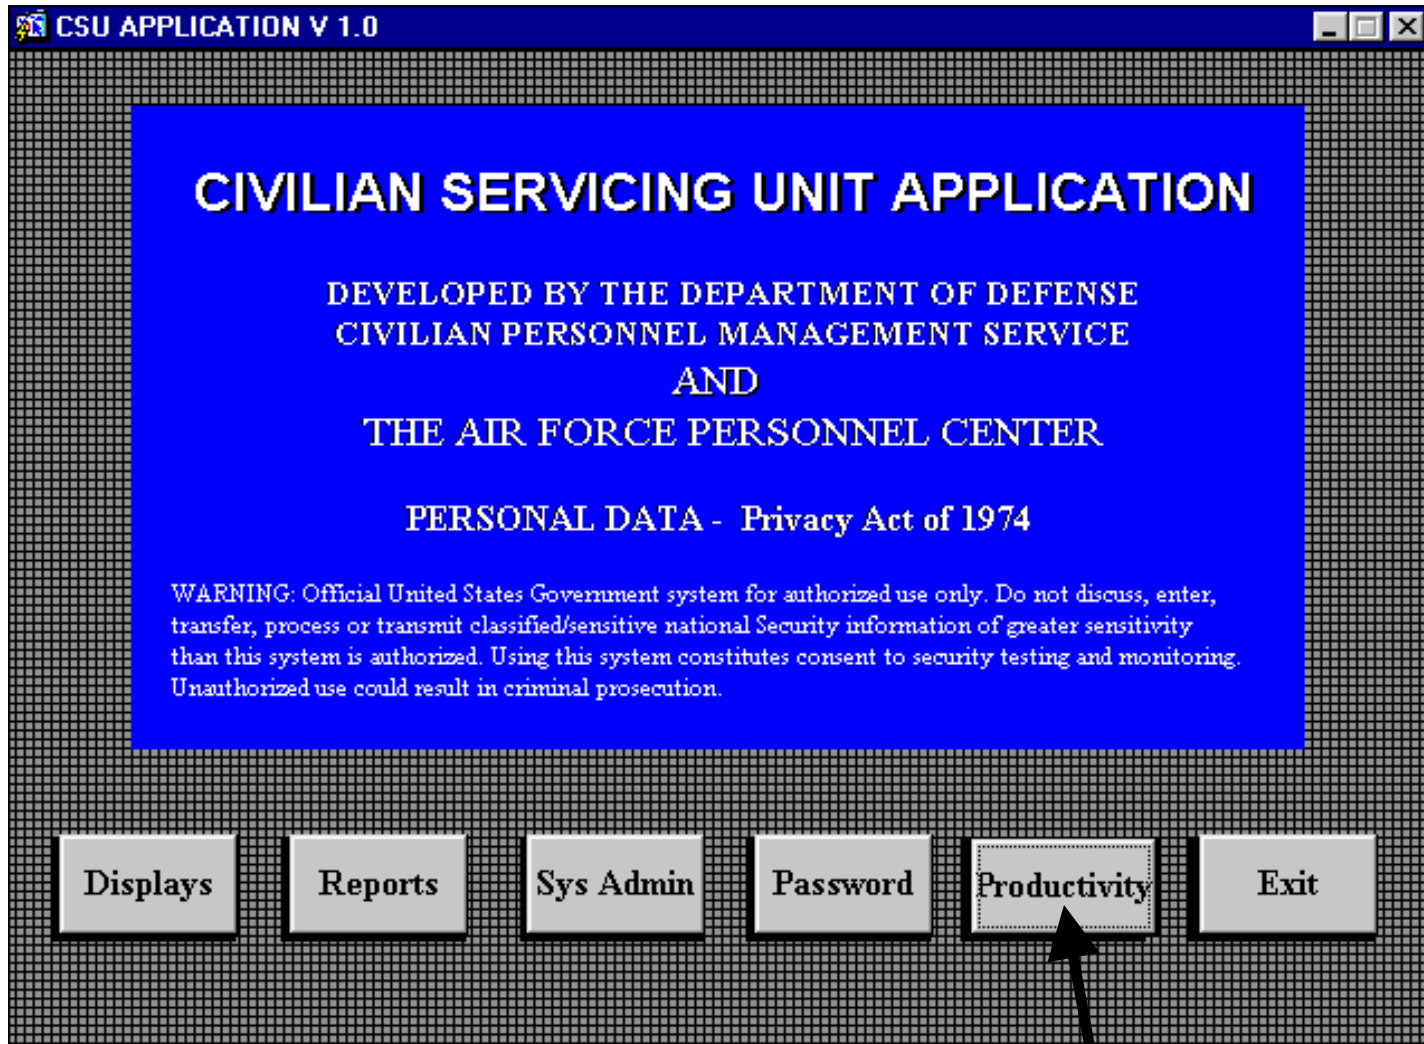 CSU APPLICATION V 1.0
CIVILIAN SERVICING UNIT APPLICATION
DEVELOPED BY THE DEPARTMENT OF DEFENSE
CIVILIAN PERSONNEL MANAGEMENT SERVICE
AND
THE AIR FORCE PERSONNEL CENTER
PERSONAL DATA - Privacy Act of 1974
WARNING: Official United States Government system for authorized use only. Do not discuss, enter,
transfer, process or transmit classified/sensitive national Security information of greater sensitivity
than this system is authorized. Using this system constitutes consent to security testing and monitoring.
Unauthorized use could result in criminal prosecution.
Displays Reports Sys Admin Password Productivity Exit